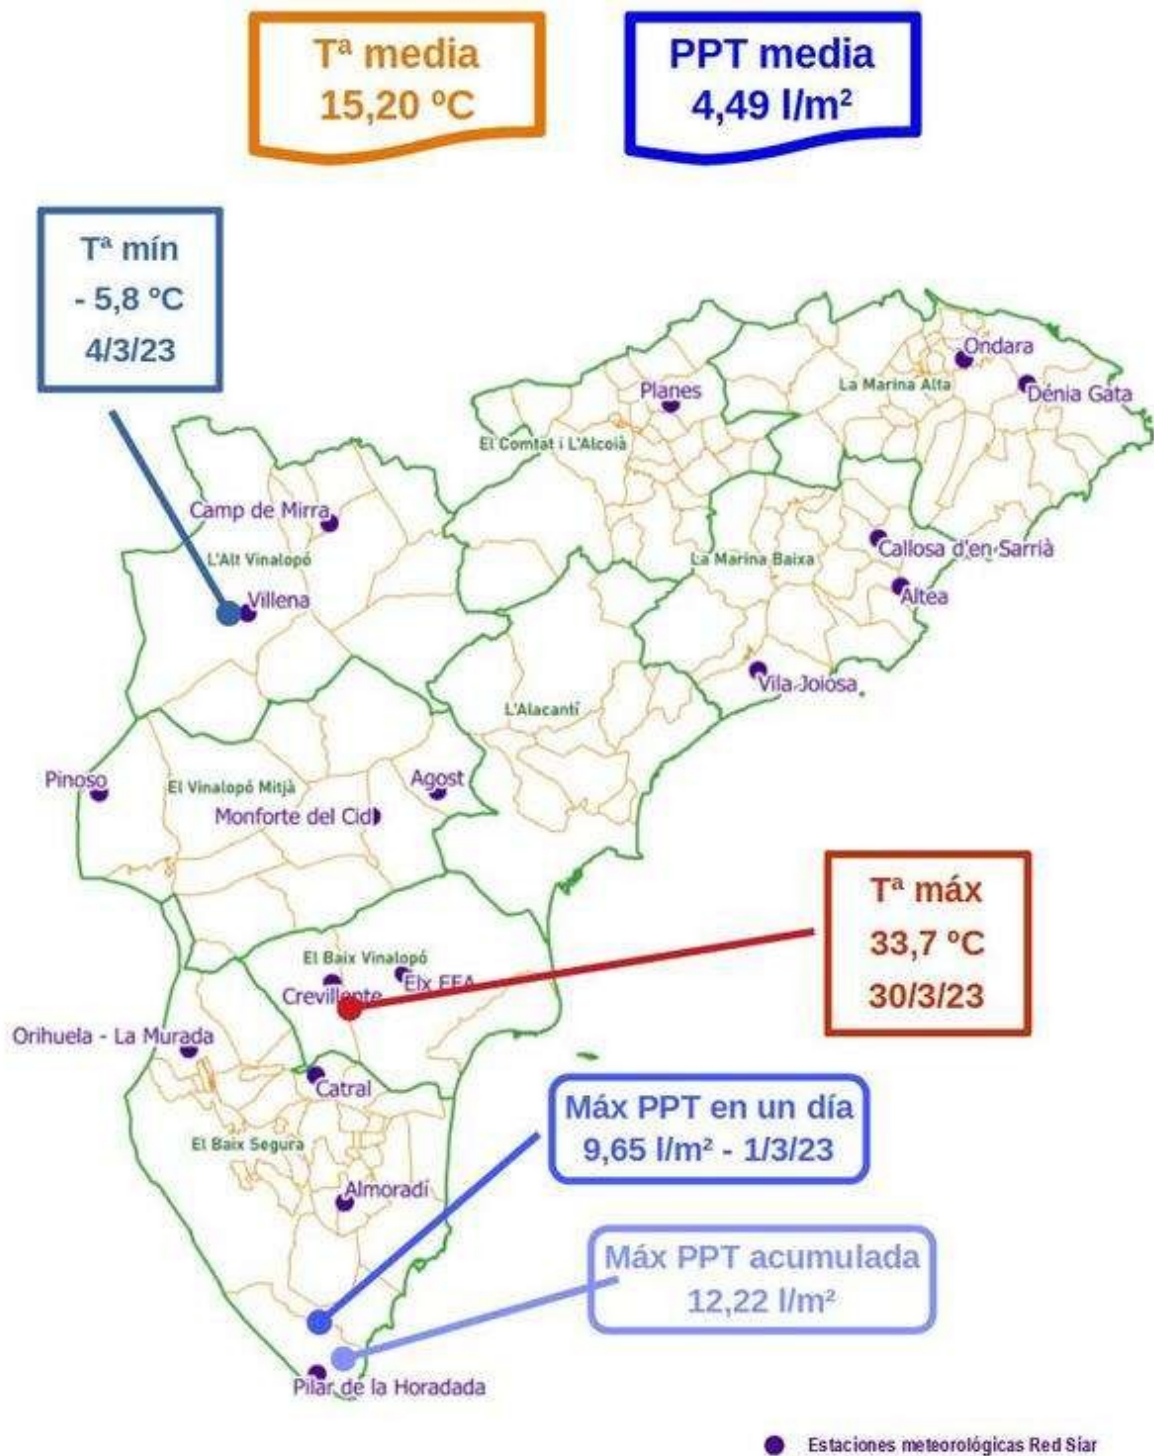 Tª media
15,20 ºC
PPT media
4,49 l/m²
Tª mín
- 5,8 ºC
4/3/23
Ondara
La Marina Alta
Dénia Gata
Planes
El Comtat i L'Alcoià
Camp de Mirra
L'Alt Vinalopó
Villena
Callosa d'en Sarrià
La Marina Baixa
Altea
Vila Joiosa
L'Alacantí
Pinoso
El Vinalopó Mitjà
Agost
Monforte del Cid
Tª máx
33,7 ºC
30/3/23
El Baix Vinalopó
Elx EEA
Crevillente
Orihuela - La Murada
Catral
El Baix Segura
Almoradí
Máx PPT en un día
9,65 l/m² - 1/3/23
Máx PPT acumulada
12,22 l/m²
Pilar de la Horadada
Estaciones meteorológicas Red Siar